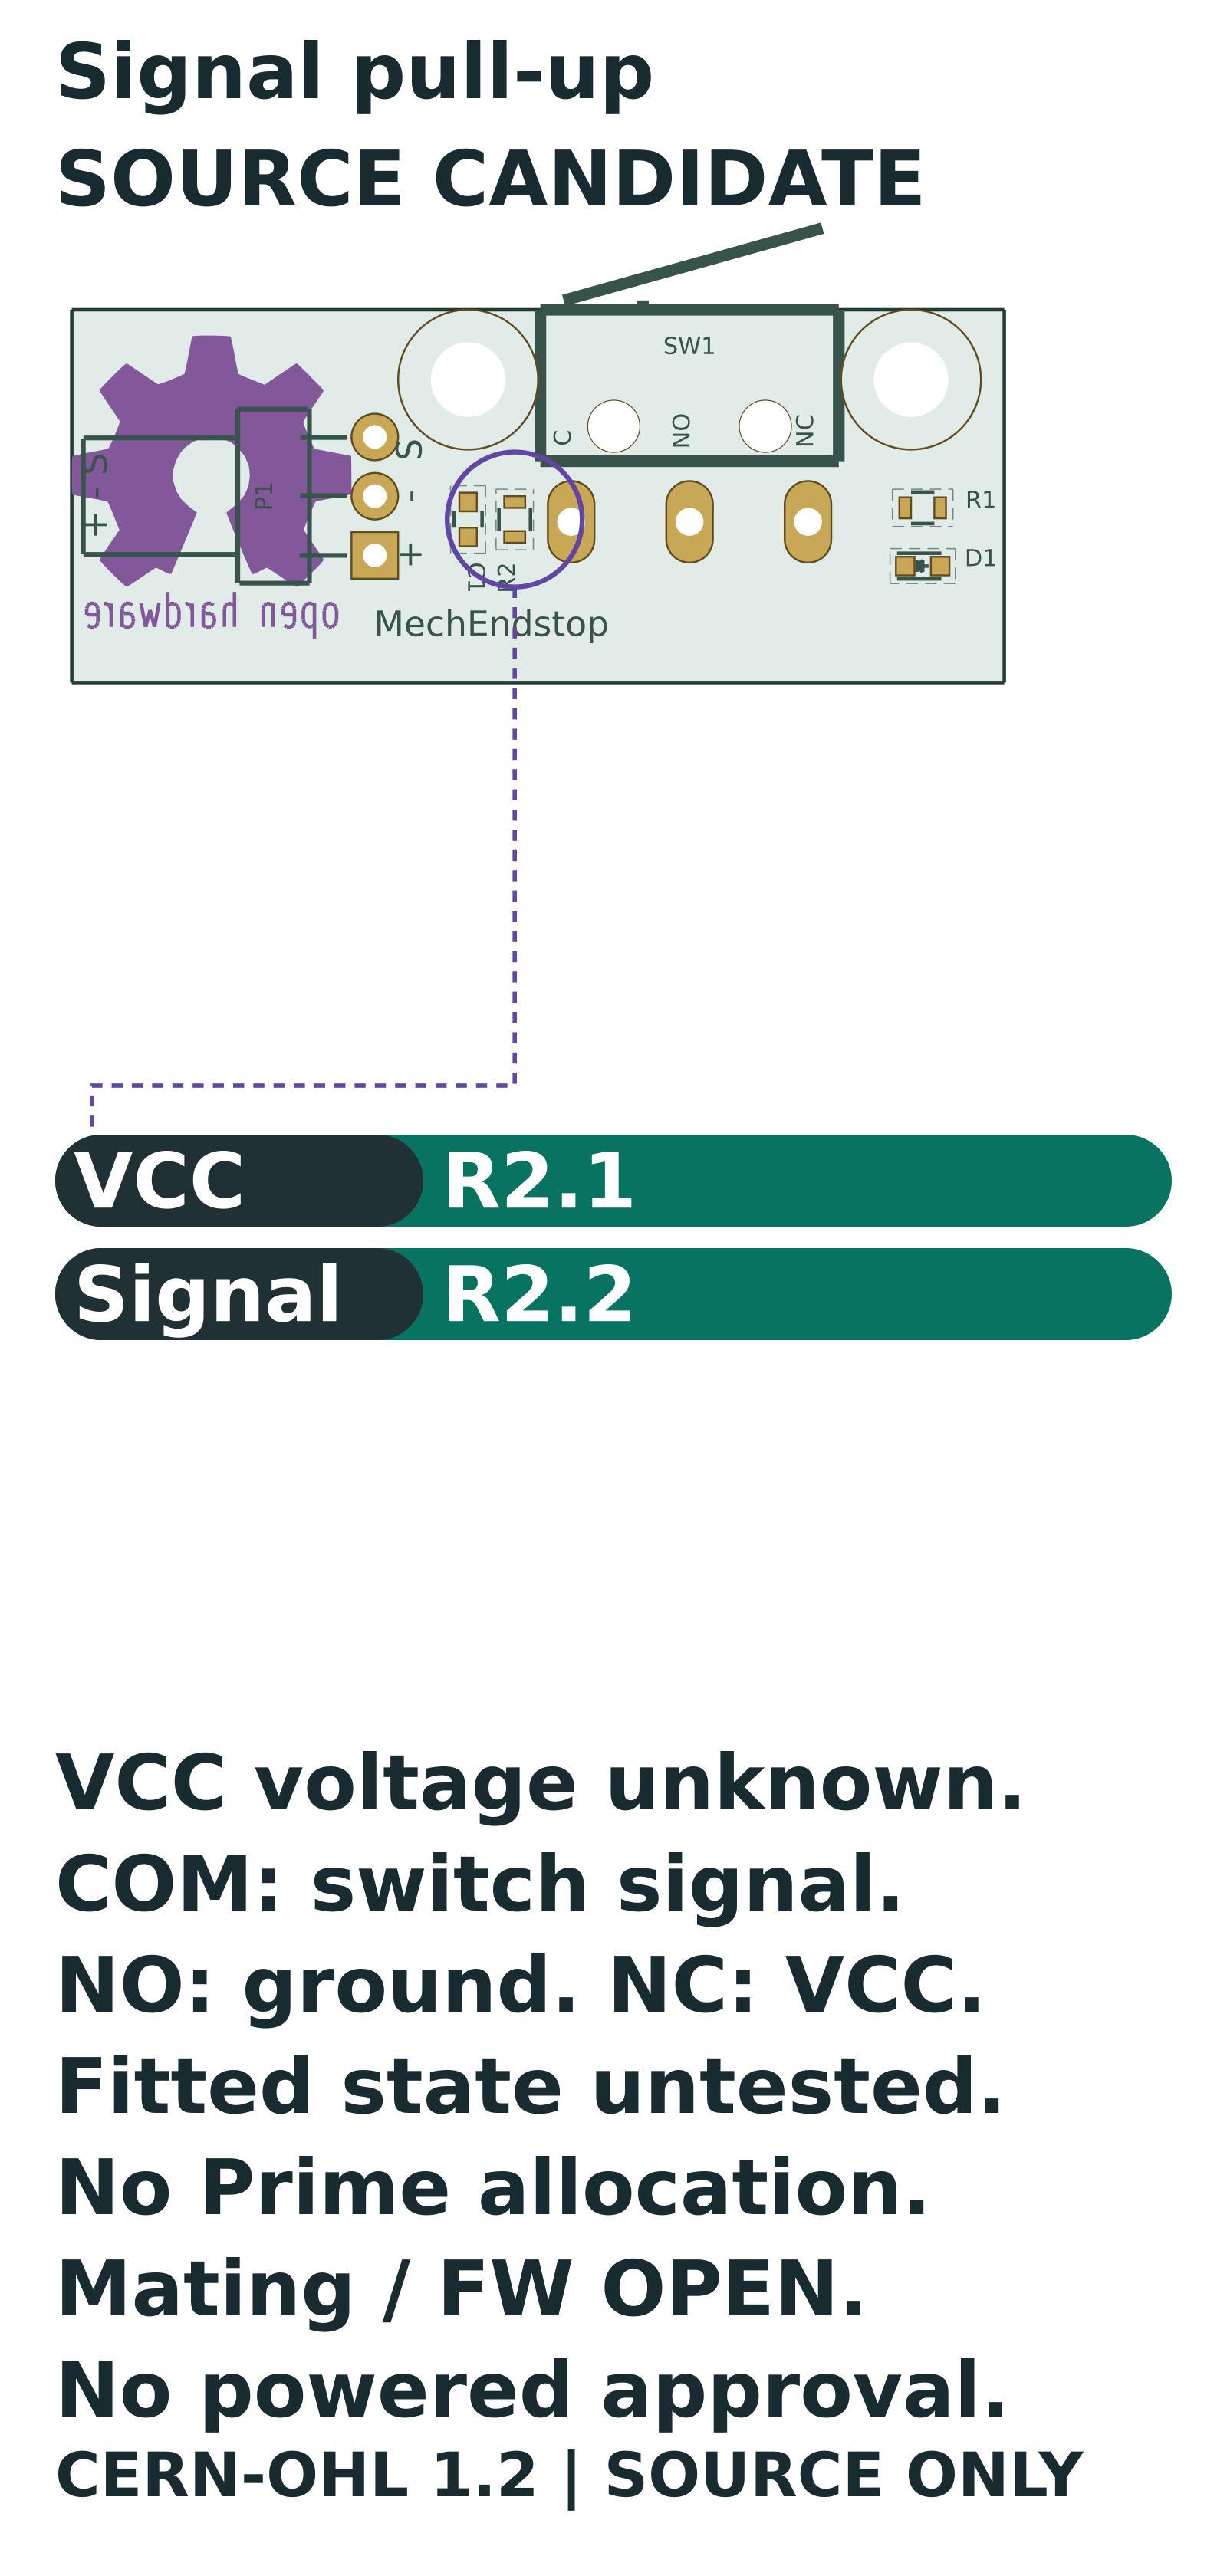 Signal pull-up
SOURCE CANDIDATE
SW1
C
NO
NC
S
-
+
P1
S
-
+
C1
R2
R1
D1
open hardware
MechEndstop
VCC R2.1
Signal R2.2
VCC voltage unknown.
COM: switch signal.
NO: ground. NC: VCC.
Fitted state untested.
No Prime allocation.
Mating / FW OPEN.
No powered approval.
CERN-OHL 1.2 | SOURCE ONLY